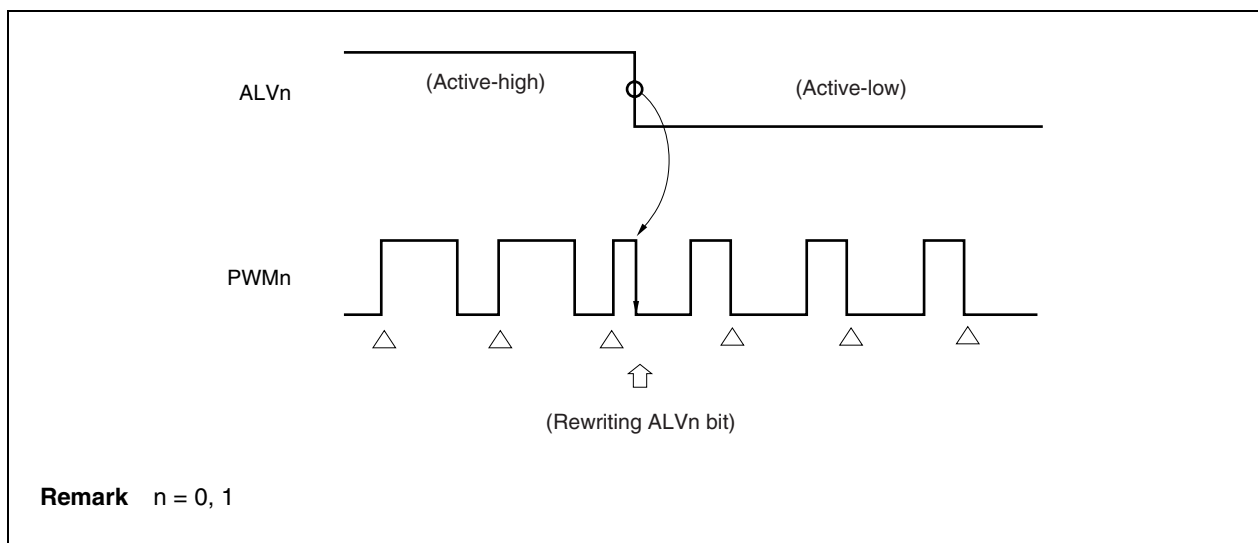 ALVn
(Active-high)
(Active-low)
PWMn
(Rewriting ALVn bit)
Remark n = 0, 1